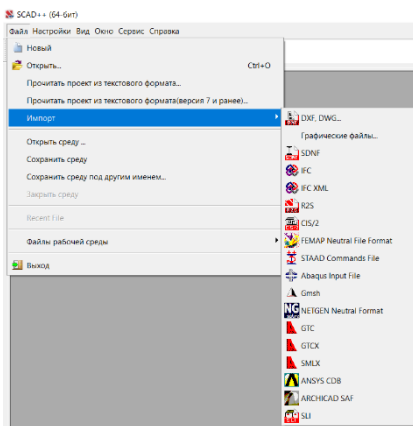 SCAD++ (64-бит)
Файл Настройки Вид Окно Сервис Справка
Новый
Открыть... Ctrl+O
Прочитать проект из текстового формата...
Прочитать проект из текстового формата(версия 7 и ранее)...
Импорт
Открыть среду ...
Сохранить среду
Сохранить среду под другим именем...
Закрыть среду
Recent File
Файлы рабочей среды
Выход
DXF, DWG...
Графические файлы...
SDNF
IFC
IFC XML
R2S
CIS/2
FEMAP Neutral File Format
STAAD Commands File
Abaqus Input File
Gmsh
NETGEN Neutral Format
GTC
GTCX
SMLX
ANSYS CDB
ARCHICAD SAF
SLI